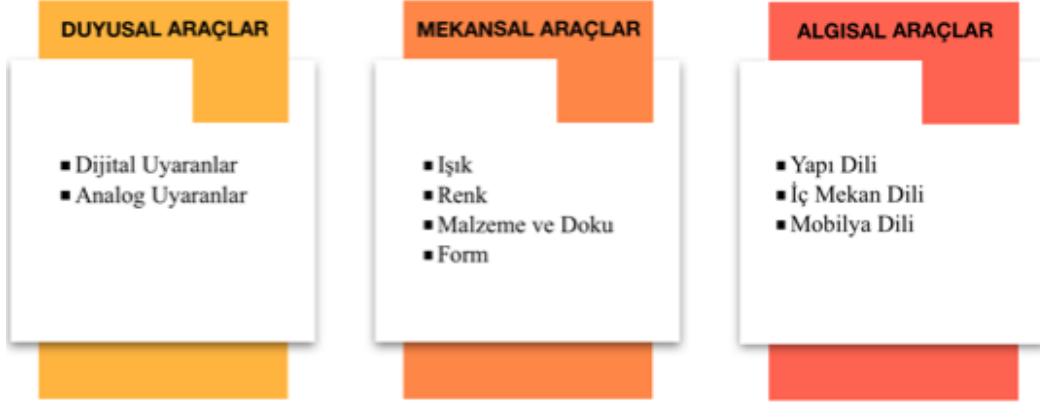 DUYUSAL ARAÇLAR
▪ Dijital Uyaranlar
▪ Analog Uyaranlar
MEKANSAL ARAÇLAR
▪ Işık
▪ Renk
▪ Malzeme ve Doku
▪ Form
ALGISAL ARAÇLAR
▪ Yapı Dili
▪ İç Mekan Dili
▪ Mobilya Dili